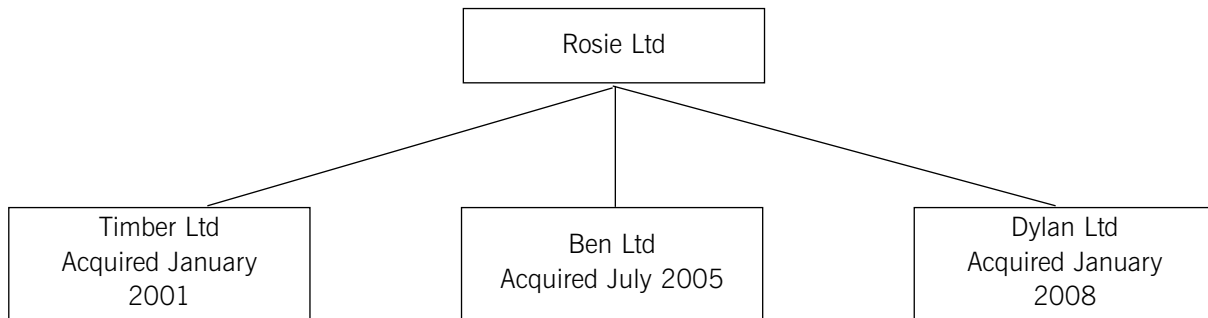 Rosie Ltd
Timber Ltd
Acquired January
2001
Ben Ltd
Acquired July 2005
Dylan Ltd
Acquired January
2008